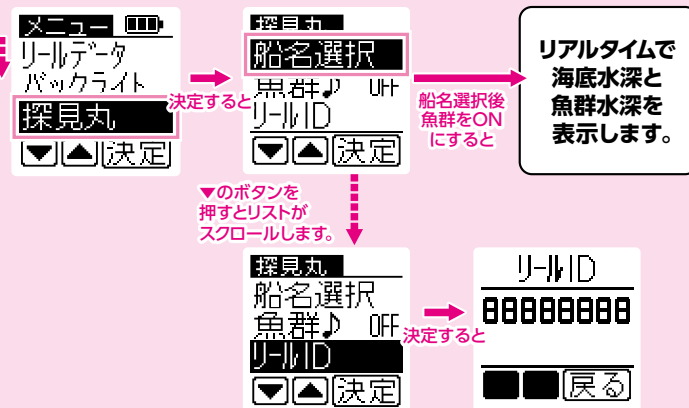 メニュー
リールデータ
バックライト
探見丸
▼▲決定
決定すると
探見丸
船名選択
魚群♪ OFF
リールID
▼▲決定
船名選択後
魚群をON
にすると
リアルタイムで
海底水深と
魚群水深を
表示します。
▼のボタンを
押すとリストが
スクロールします。
探見丸
船名選択
魚群♪ OFF
リールID
▼▲決定
決定すると
リールID
88888888
戻る